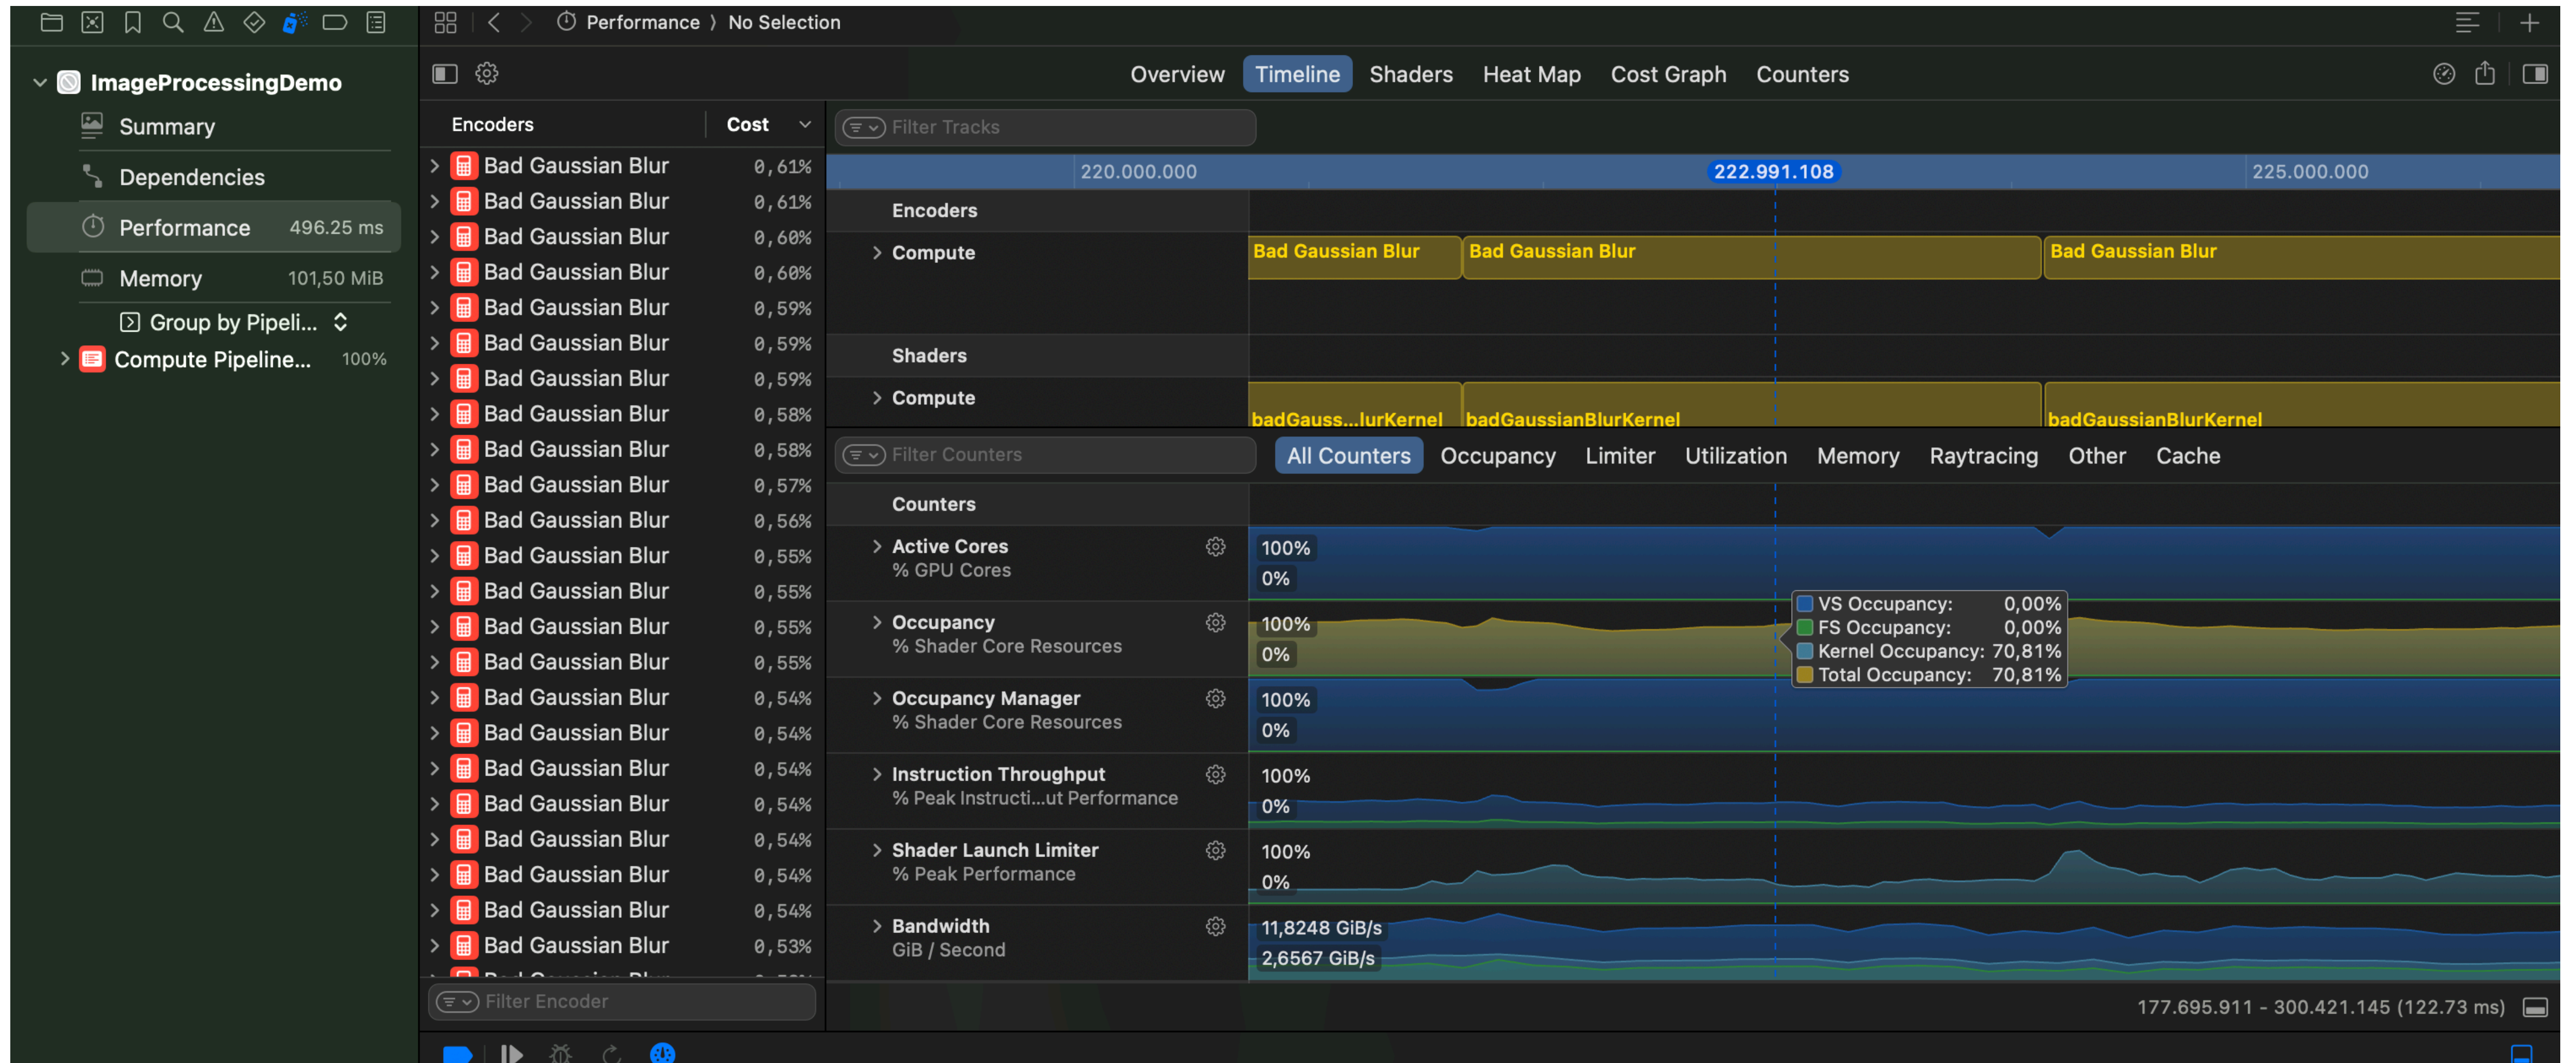 Performance 〉 No Selection
ImageProcessingDemo
Summary
Dependencies
Performance 496.25 ms
Memory 101,50 MiB
Group by Pipeli...
Compute Pipeline... 100%
Overview Timeline Shaders Heat Map Cost Graph Counters
Encoders Cost
Bad Gaussian Blur 0,61%
Bad Gaussian Blur 0,61%
Bad Gaussian Blur 0,60%
Bad Gaussian Blur 0,60%
Bad Gaussian Blur 0,59%
Bad Gaussian Blur 0,59%
Bad Gaussian Blur 0,59%
Bad Gaussian Blur 0,58%
Bad Gaussian Blur 0,58%
Bad Gaussian Blur 0,57%
Bad Gaussian Blur 0,56%
Bad Gaussian Blur 0,55%
Bad Gaussian Blur 0,55%
Bad Gaussian Blur 0,55%
Bad Gaussian Blur 0,55%
Bad Gaussian Blur 0,54%
Bad Gaussian Blur 0,54%
Bad Gaussian Blur 0,54%
Bad Gaussian Blur 0,54%
Bad Gaussian Blur 0,54%
Bad Gaussian Blur 0,54%
Bad Gaussian Blur 0,54%
Bad Gaussian Blur 0,53%
Filter Encoder
Filter Tracks
220.000.000 222.991.108 225.000.000
Encoders
Compute Bad Gaussian Blur Bad Gaussian Blur Bad Gaussian Blur
Shaders
Compute
badGauss...lurKernel badGaussianBlurKernel badGaussianBlurKernel
Filter Counters All Counters Occupancy Limiter Utilization Memory Raytracing Other Cache
Counters
Active Cores 100%
% GPU Cores 0%
Occupancy 100%
% Shader Core Resources 0%
VS Occupancy: 0,00%
FS Occupancy: 0,00%
Kernel Occupancy: 70,81%
Total Occupancy: 70,81%
Occupancy Manager 100%
% Shader Core Resources 0%
Instruction Throughput 100%
% Peak Instructi...ut Performance 0%
Shader Launch Limiter 100%
% Peak Performance 0%
Bandwidth 11,8248 GiB/s
GiB / Second 2,6567 GiB/s
177.695.911 - 300.421.145 (122.73 ms)